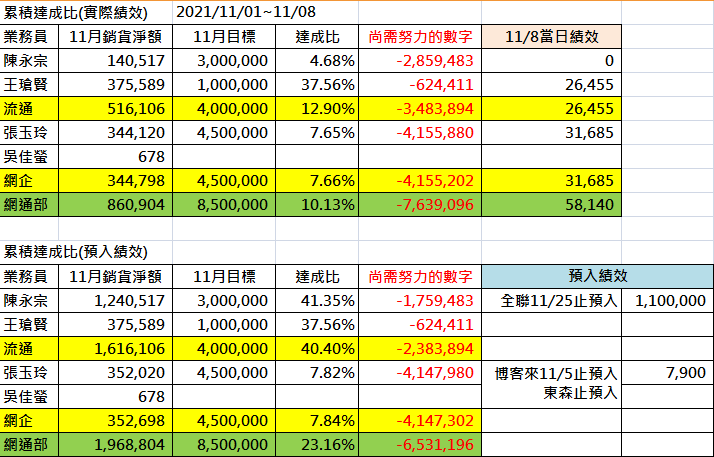 累積達成比(實際績效) 2021/11/01~11/08
業務員 11月銷貨淨額 11月目標 達成比 尚需努力的數字 11/8當日績效
陳永宗 140,517 3,000,000 4.68% -2,859,483 0
王瑲賢 375,589 1,000,000 37.56% -624,411 26,455
流通 516,106 4,000,000 12.90% -3,483,894 26,455
張玉玲 344,120 4,500,000 7.65% -4,155,880 31,685
吳佳螢 678
網企 344,798 4,500,000 7.66% -4,155,202 31,685
網通部 860,904 8,500,000 10.13% -7,639,096 58,140
累積達成比(預入績效)
業務員 11月銷貨淨額 11月目標 達成比 尚需努力的數字 預入績效
陳永宗 1,240,517 3,000,000 41.35% -1,759,483 全聯11/25止預入 1,100,000
王瑲賢 375,589 1,000,000 37.56% -624,411
流通 1,616,106 4,000,000 40.40% -2,383,894
張玉玲 352,020 4,500,000 7.82% -4,147,980 博客來11/5止預入 7,900
吳佳螢 678 東森止預入
網企 352,698 4,500,000 7.84% -4,147,302
網通部 1,968,804 8,500,000 23.16% -6,531,196